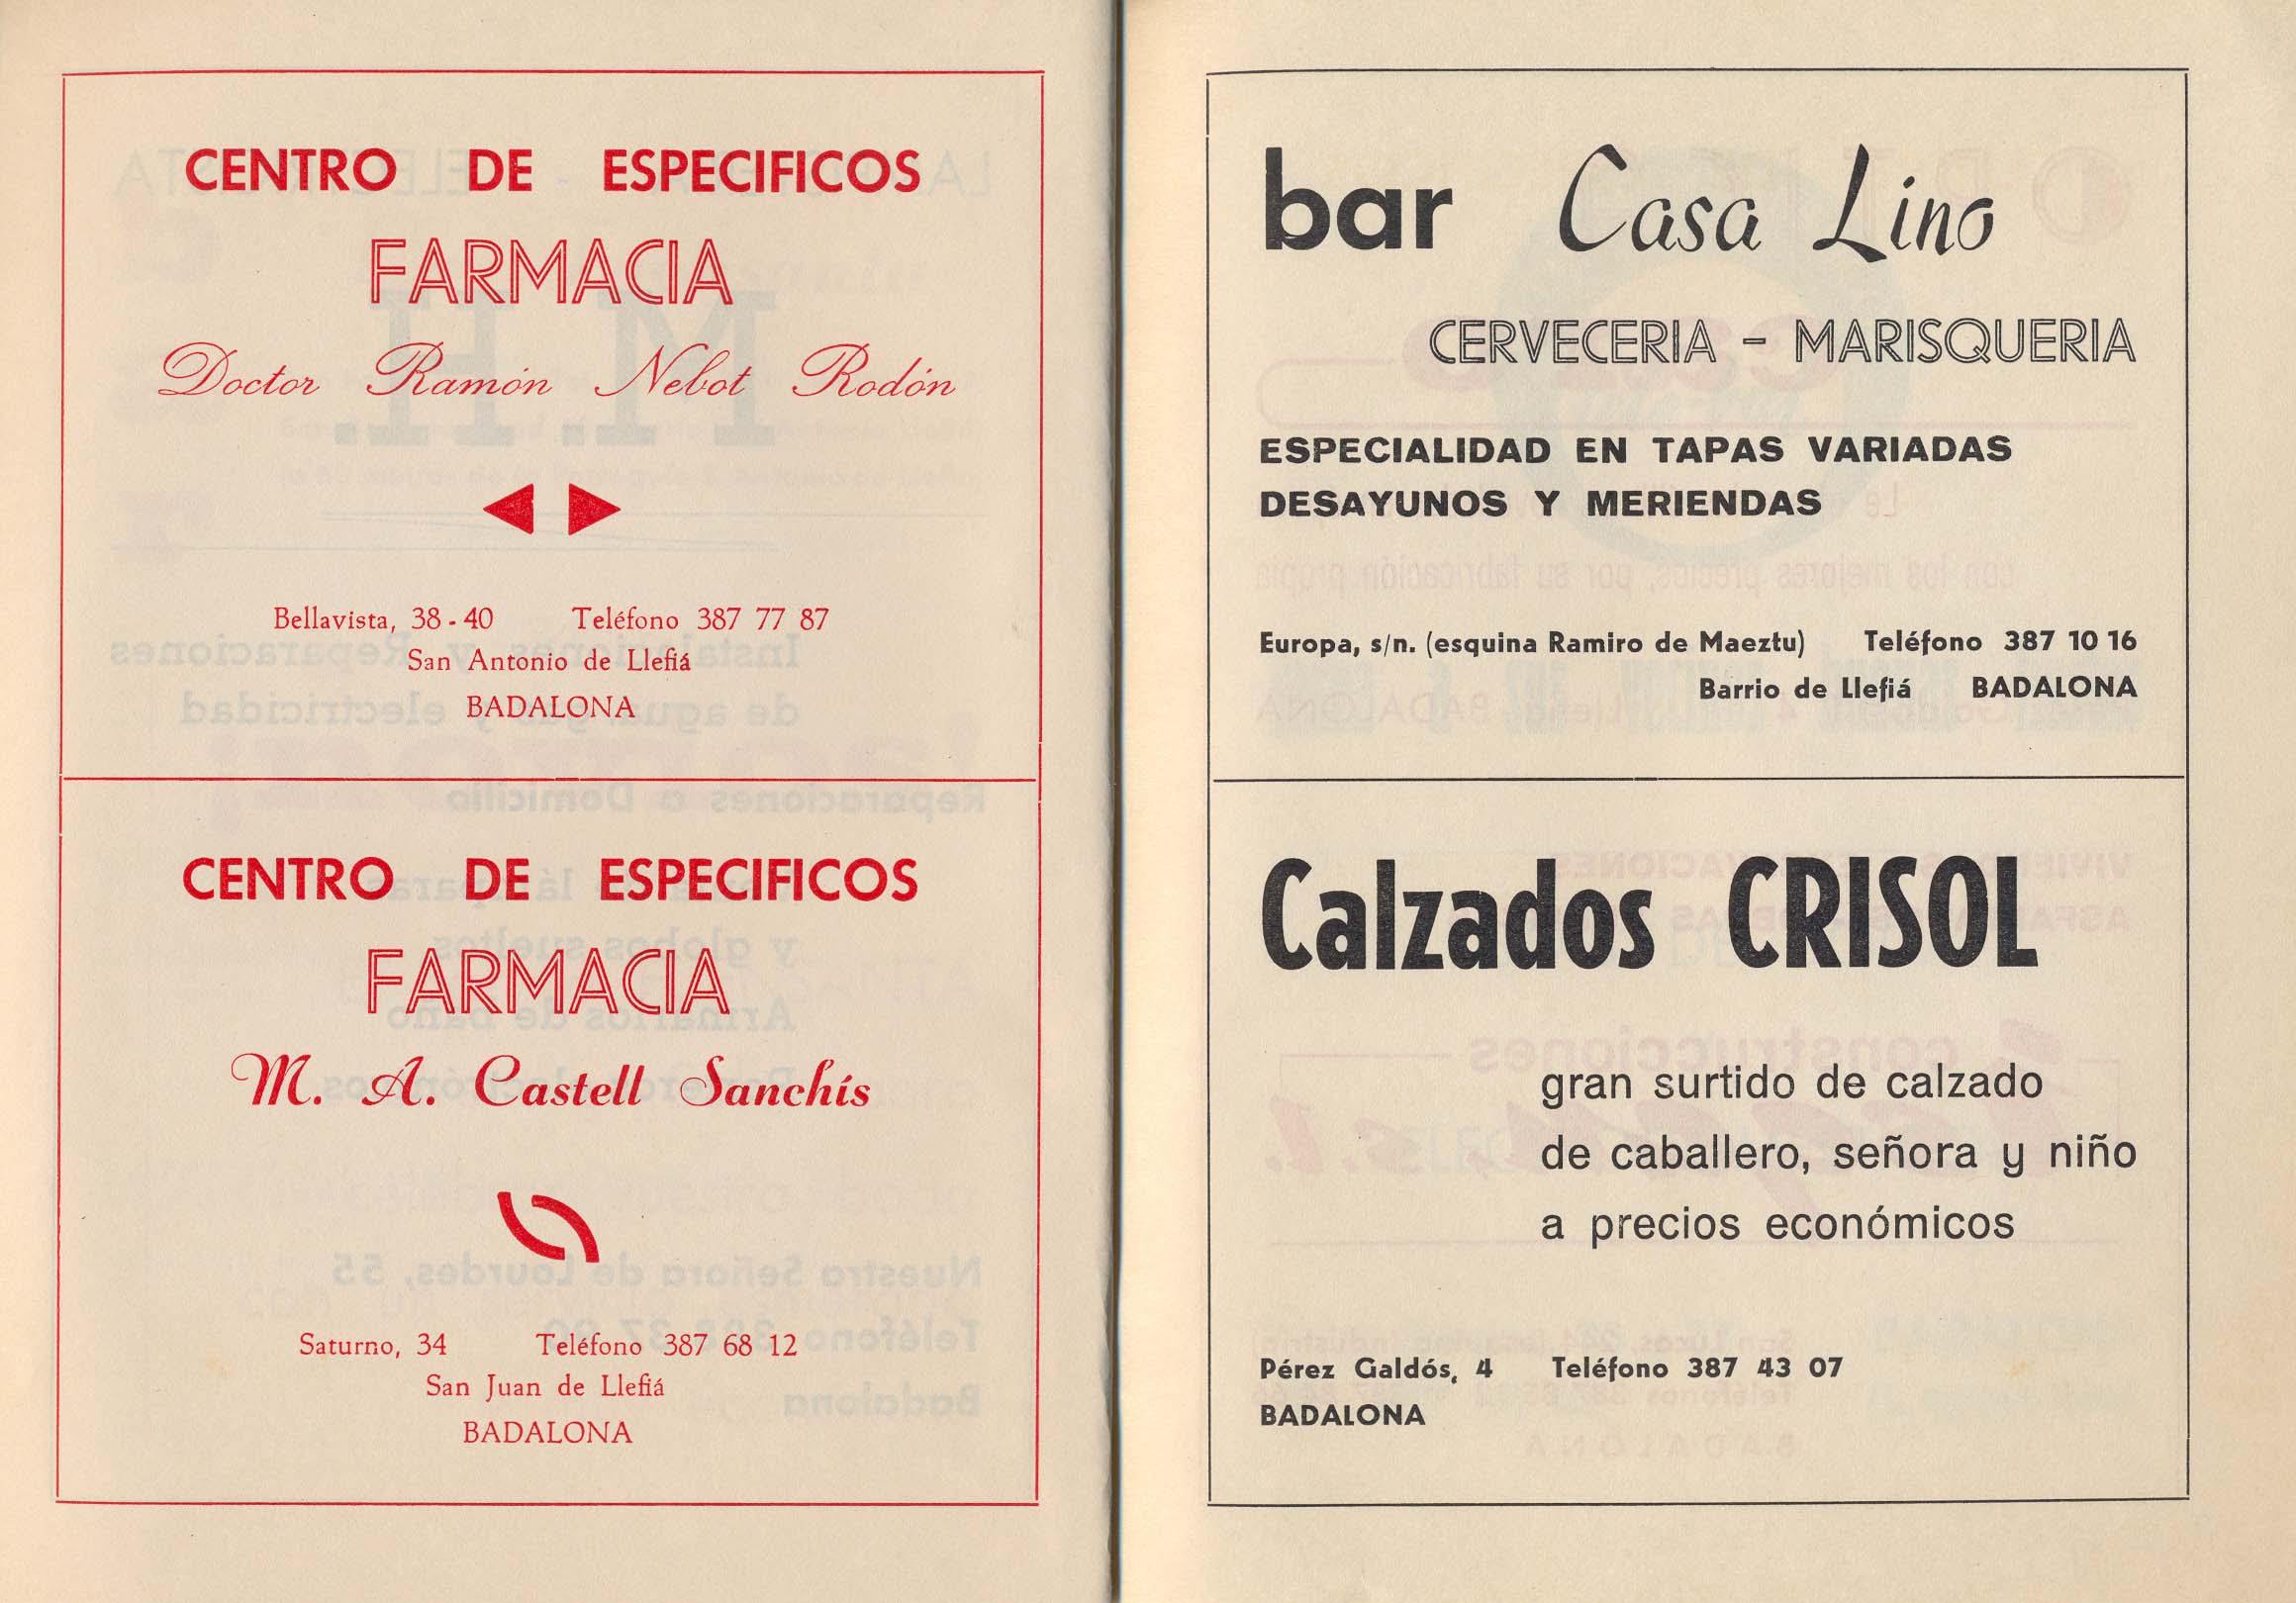 CENTRO DE ESPECIFICOS
FARMACIA
Doctor Ramón Nebot Rodón
Bellavista, 38 - 40 Teléfono 387 77 87
San Antonio de Llefiá
BADALONA
CENTRO DE ESPECIFICOS
FARMACIA
M. A. Castell Sanchís
Saturno, 34 Teléfono 387 68 12
San Juan de Llefiá
BADALONA
bar Casa Lino
CERVECERIA - MARISQUERIA
ESPECIALIDAD EN TAPAS VARIADAS
DESAYUNOS Y MERIENDAS
Europa, s/n. (esquina Ramiro de Maeztu) Teléfono 387 10 16
Barrio de Llefiá BADALONA
Calzados CRISOL
gran surtido de calzado
de caballero, señora y niño
a precios económicos
Pérez Galdós, 4 Teléfono 387 43 07
BADALONA